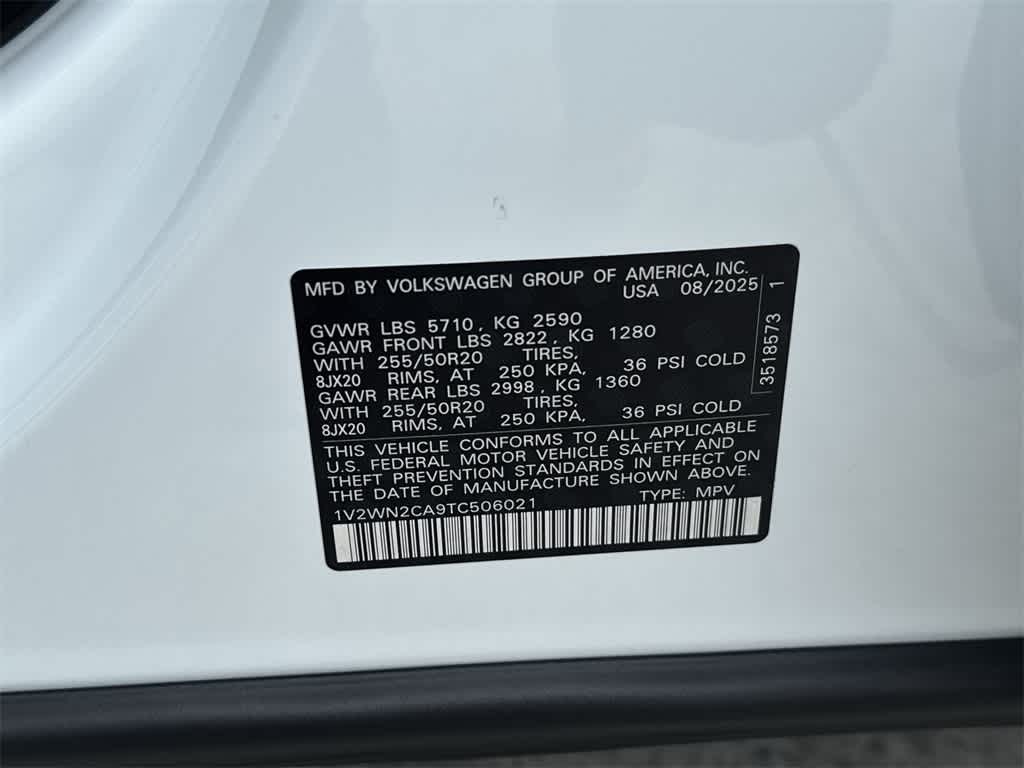 MFD BY VOLKSWAGEN GROUP OF AMERICA, INC.
USA 08/2025
GVWR LBS 5710, KG 2590
GAWR FRONT LBS 2822, KG 1280
WITH 255/50R20 TIRES,
8JX20 RIMS, AT 250 KPA, 36 PSI COLD
GAWR REAR LBS 2998, KG 1360
WITH 255/50R20 TIRES,
8JX20 RIMS, AT 250 KPA, 36 PSI COLD
THIS VEHICLE CONFORMS TO ALL APPLICABLE
U.S. FEDERAL MOTOR VEHICLE SAFETY AND
THEFT PREVENTION STANDARDS IN EFFECT ON
THE DATE OF MANUFACTURE SHOWN ABOVE.
1V2WN2CA9TC506021 TYPE: MPV
3518573 1